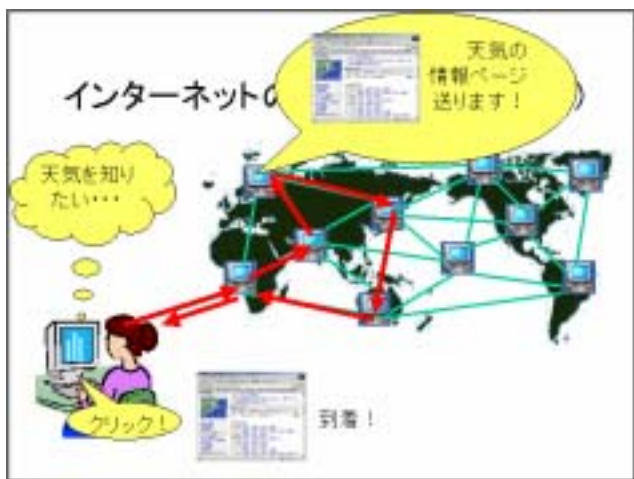 インターネットの
天気の
情報ページ
送ります！
天気を知り
たい・・・
クリック！
到着！